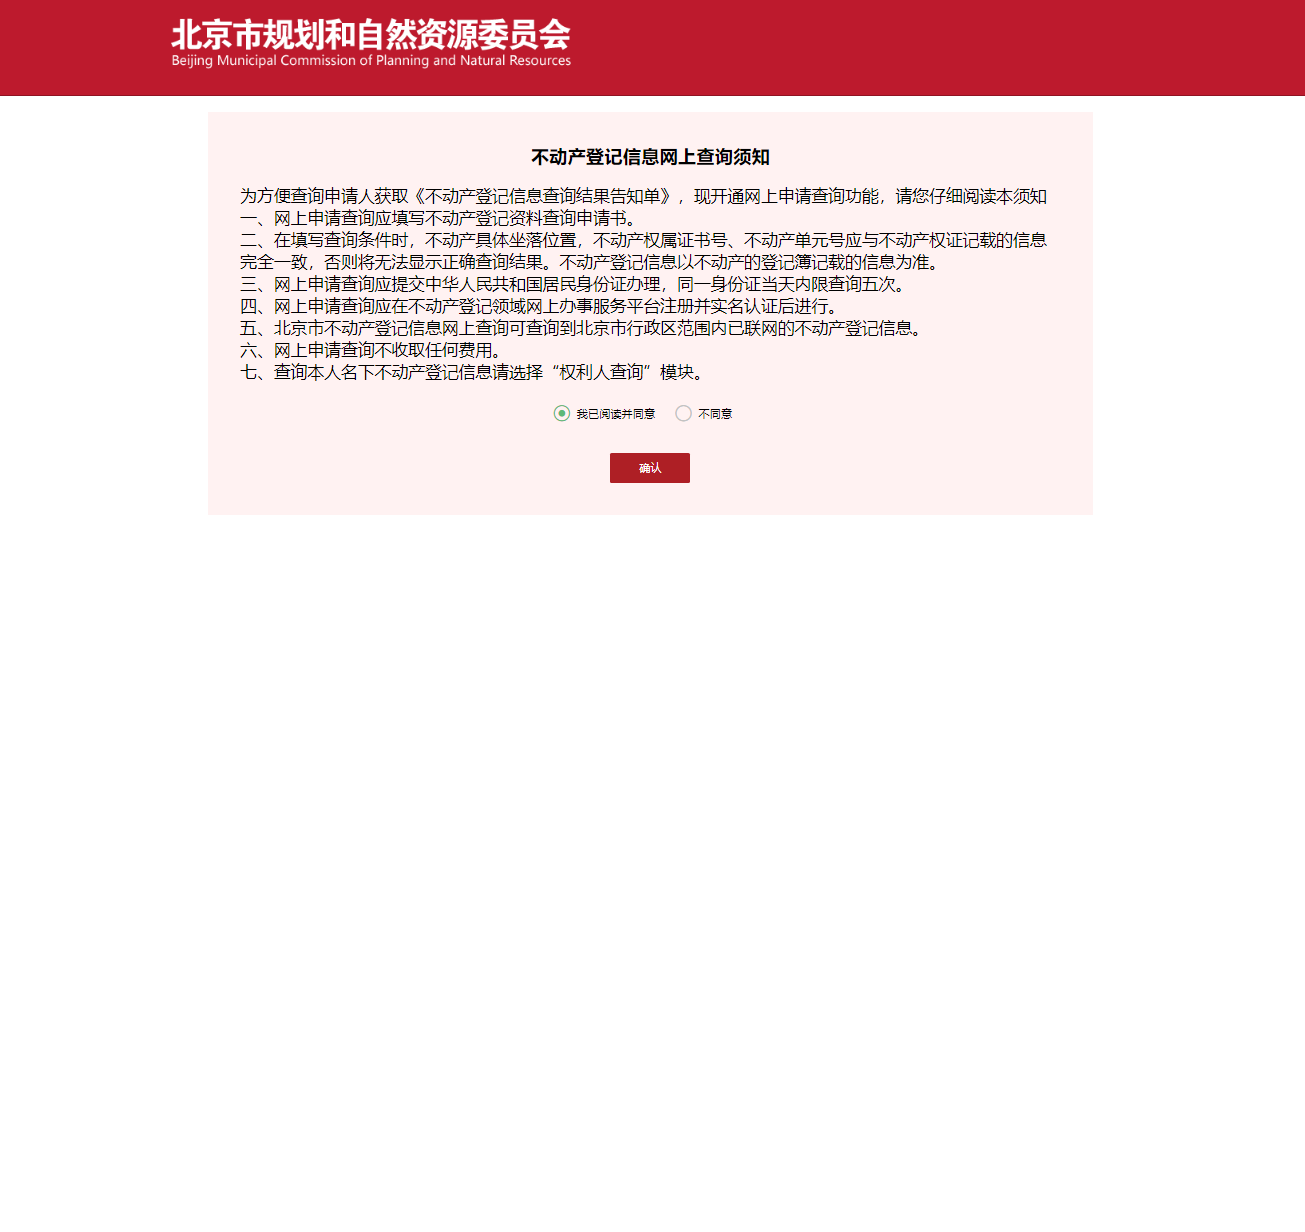 北京市规划和自然资源委员会
Beijing Municipal Commission of Planning and Natural Resources
不动产登记信息网上查询须知
为方便查询申请人获取《不动产登记信息查询结果告知单》，现开通网上申请查询功能，请您仔细阅读本须知
一、网上申请查询应填写不动产登记资料查询申请书。
二、在填写查询条件时，不动产具体坐落位置，不动产权属证书号、不动产单元号应与不动产权证记载的信息
完全一致，否则将无法显示正确查询结果。不动产登记信息以不动产的登记簿记载的信息为准。
三、网上申请查询应提交中华人民共和国居民身份证办理，同一身份证当天内限查询五次。
四、网上申请查询应在不动产登记领域网上办事服务平台注册并实名认证后进行。
五、北京市不动产登记信息网上查询可查询到北京市行政区范围内已联网的不动产登记信息。
六、网上申请查询不收取任何费用。
七、查询本人名下不动产登记信息请选择“权利人查询”模块。
我已阅读并同意 不同意
确认